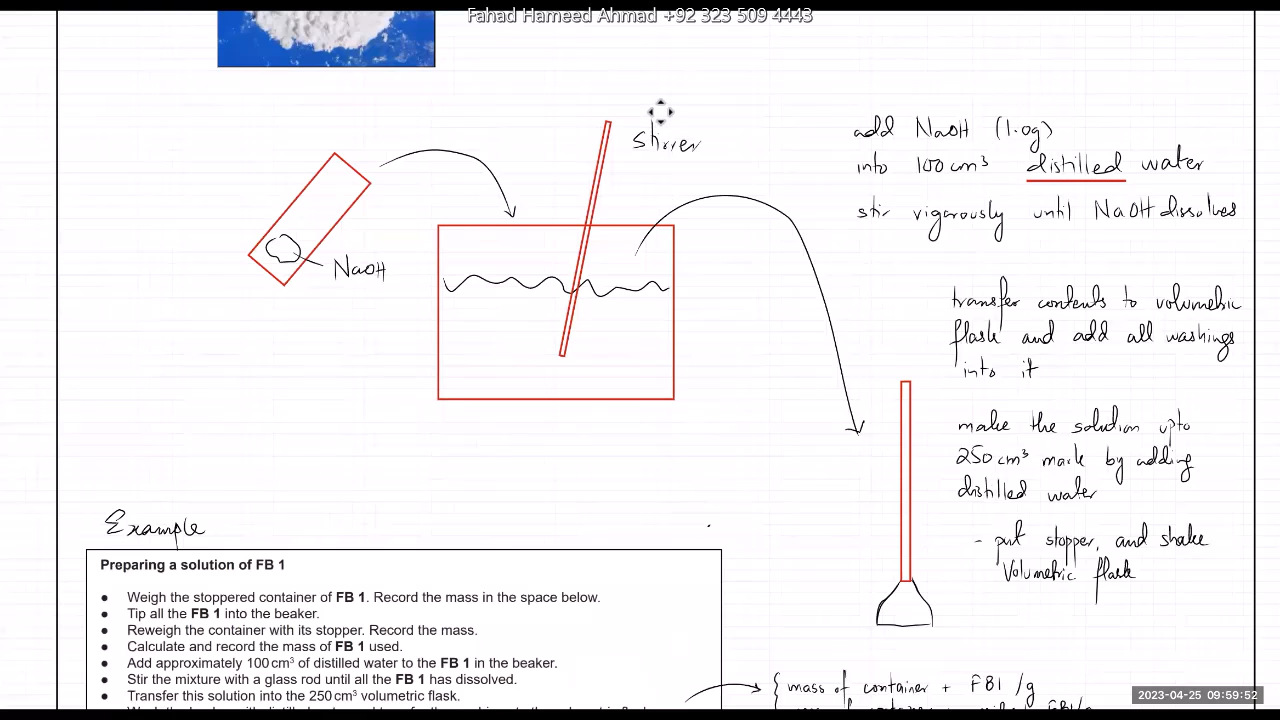 Fahad Hameed Ahmad +92 323 509 4443
stirrer
add NaOH (1.0g)
into 100 cm³ distilled water
stir vigorously until NaOH dissolves
NaOH
transfer contents to volumetric
flask and add all washings
into it
make the solution upto
250 cm³ mark by adding
distilled water
- put stopper, and shake
Volumetric flask
Example
Preparing a solution of FB 1
● Weigh the stoppered container of FB 1. Record the mass in the space below.
● Tip all the FB 1 into the beaker.
● Reweigh the container with its stopper. Record the mass.
● Calculate and record the mass of FB 1 used.
● Add approximately 100 cm³ of distilled water to the FB 1 in the beaker.
● Stir the mixture with a glass rod until all the FB 1 has dissolved.
● Transfer this solution into the 250 cm³ volumetric flask.
mass of container + FB1 /g
2023-04-25 09:59:52